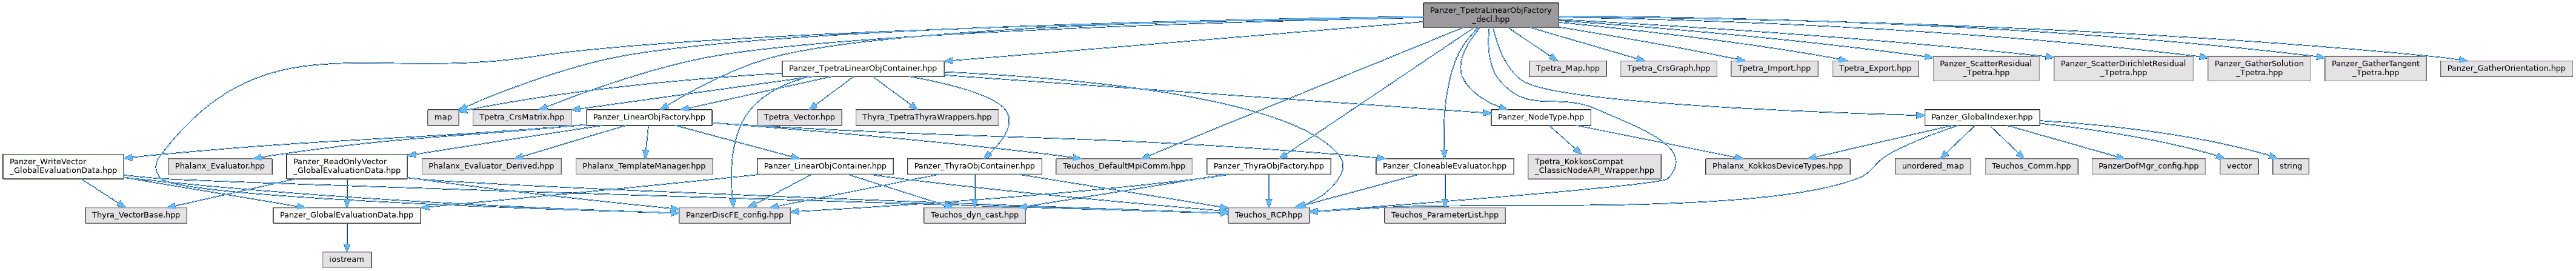 Panzer_TpetraLinearObjFactory
_decl.hpp
Panzer_TpetraLinearObjContainer.hpp
Tpetra_Map.hpp
Tpetra_CrsGraph.hpp
Tpetra_Import.hpp
Tpetra_Export.hpp
Panzer_ScatterResidual
_Tpetra.hpp
Panzer_ScatterDirichletResidual
_Tpetra.hpp
Panzer_GatherSolution
_Tpetra.hpp
Panzer_GatherTangent
_Tpetra.hpp
Panzer_GatherOrientation.hpp
map
Tpetra_CrsMatrix.hpp
Panzer_LinearObjFactory.hpp
Tpetra_Vector.hpp
Thyra_TpetraThyraWrappers.hpp
Panzer_NodeType.hpp
Panzer_GlobalIndexer.hpp
Panzer_WriteVector
_GlobalEvaluationData.hpp
Phalanx_Evaluator.hpp
Panzer_ReadOnlyVector
_GlobalEvaluationData.hpp
Phalanx_Evaluator_Derived.hpp
Phalanx_TemplateManager.hpp
Panzer_LinearObjContainer.hpp
Panzer_ThyraObjContainer.hpp
Teuchos_DefaultMpiComm.hpp
Panzer_ThyraObjFactory.hpp
Panzer_CloneableEvaluator.hpp
Tpetra_KokkosCompat
_ClassicNodeAPI_Wrapper.hpp
Phalanx_KokkosDeviceTypes.hpp
unordered_map
Teuchos_Comm.hpp
PanzerDofMgr_config.hpp
vector
string
Thyra_VectorBase.hpp
Panzer_GlobalEvaluationData.hpp
PanzerDiscFE_config.hpp
Teuchos_dyn_cast.hpp
Teuchos_RCP.hpp
Teuchos_ParameterList.hpp
iostream